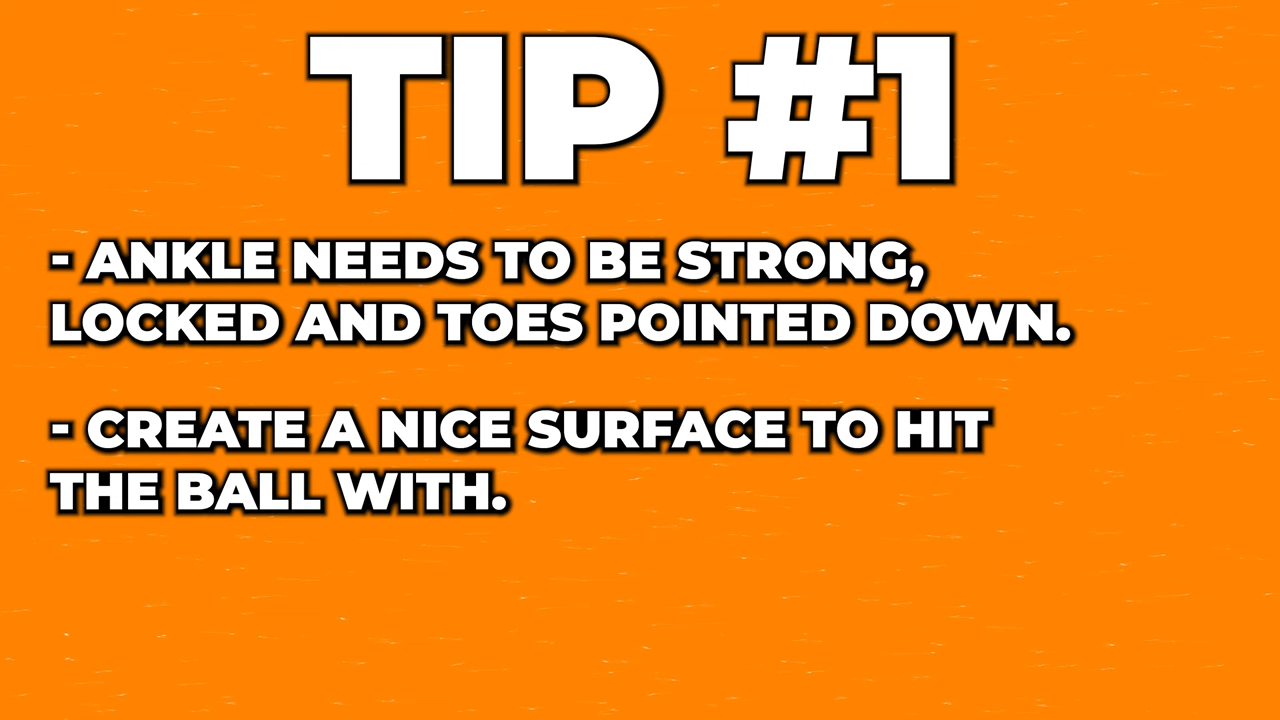 TIP #1
- ANKLE NEEDS TO BE STRONG,
LOCKED AND TOES POINTED DOWN.
- CREATE A NICE SURFACE TO HIT
THE BALL WITH.